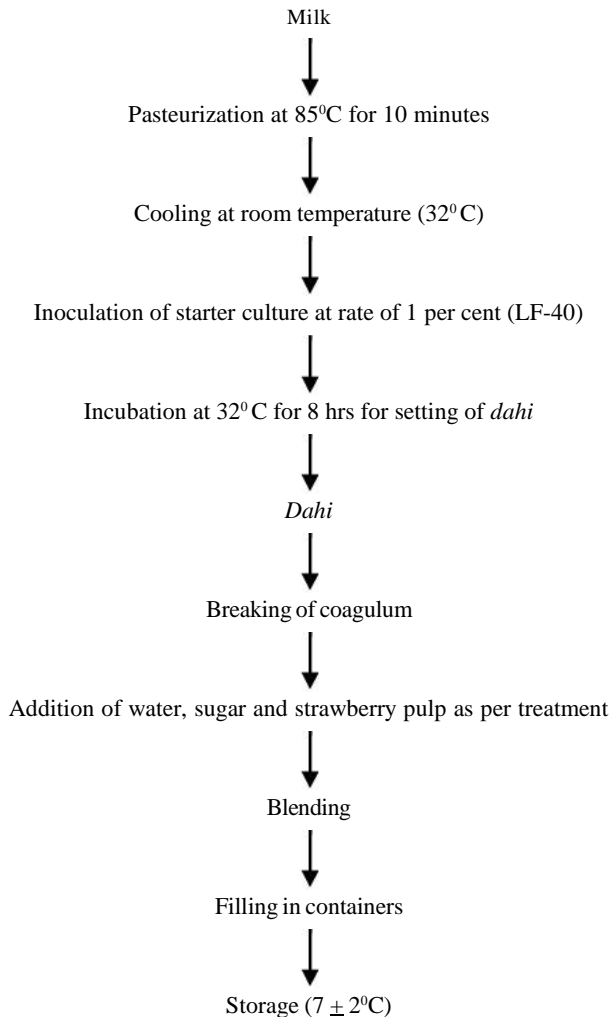 Milk
Pasteurization at 85⁰C for 10 minutes
Cooling at room temperature (32⁰ C)
Inoculation of starter culture at rate of 1 per cent (LF-40)
Incubation at 32⁰ C for 8 hrs for setting of dahi
Dahi
Breaking of coagulum
Addition of water, sugar and strawberry pulp as per treatment
Blending
Filling in containers
Storage (7 ± 2⁰C)